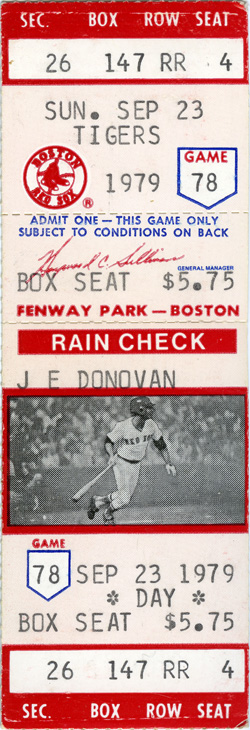 SEC. BOX ROW SEAT
26 147 RR 4
SUN. SEP 23
TIGERS
BOSTON
RED SOX
®
1979
GAME
78
ADMIT ONE — THIS GAME ONLY
SUBJECT TO CONDITIONS ON BACK
Haywood C. Sullivan
GENERAL MANAGER
BOX SEAT $5.75
FENWAY PARK — BOSTON
RAIN CHECK
J E DONOVAN
GAME
78 SEP 23 1979
* DAY *
BOX SEAT $5.75
26 147 RR 4
SEC. BOX ROW SEAT